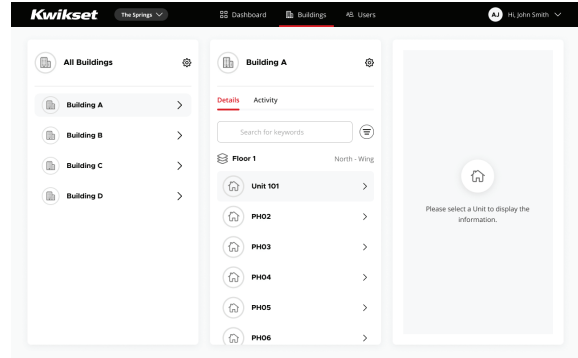 Kwikset
The Springs
Dashboard
Buildings
Users
AJ
Hi, John Smith
All Buildings
Building A
Building B
Building C
Building D
Building A
Details
Activity
Search for keywords
Floor 1
North - Wing
Unit 101
PH02
PH03
PH04
PH05
PH06
Please select a Unit to display the
information.